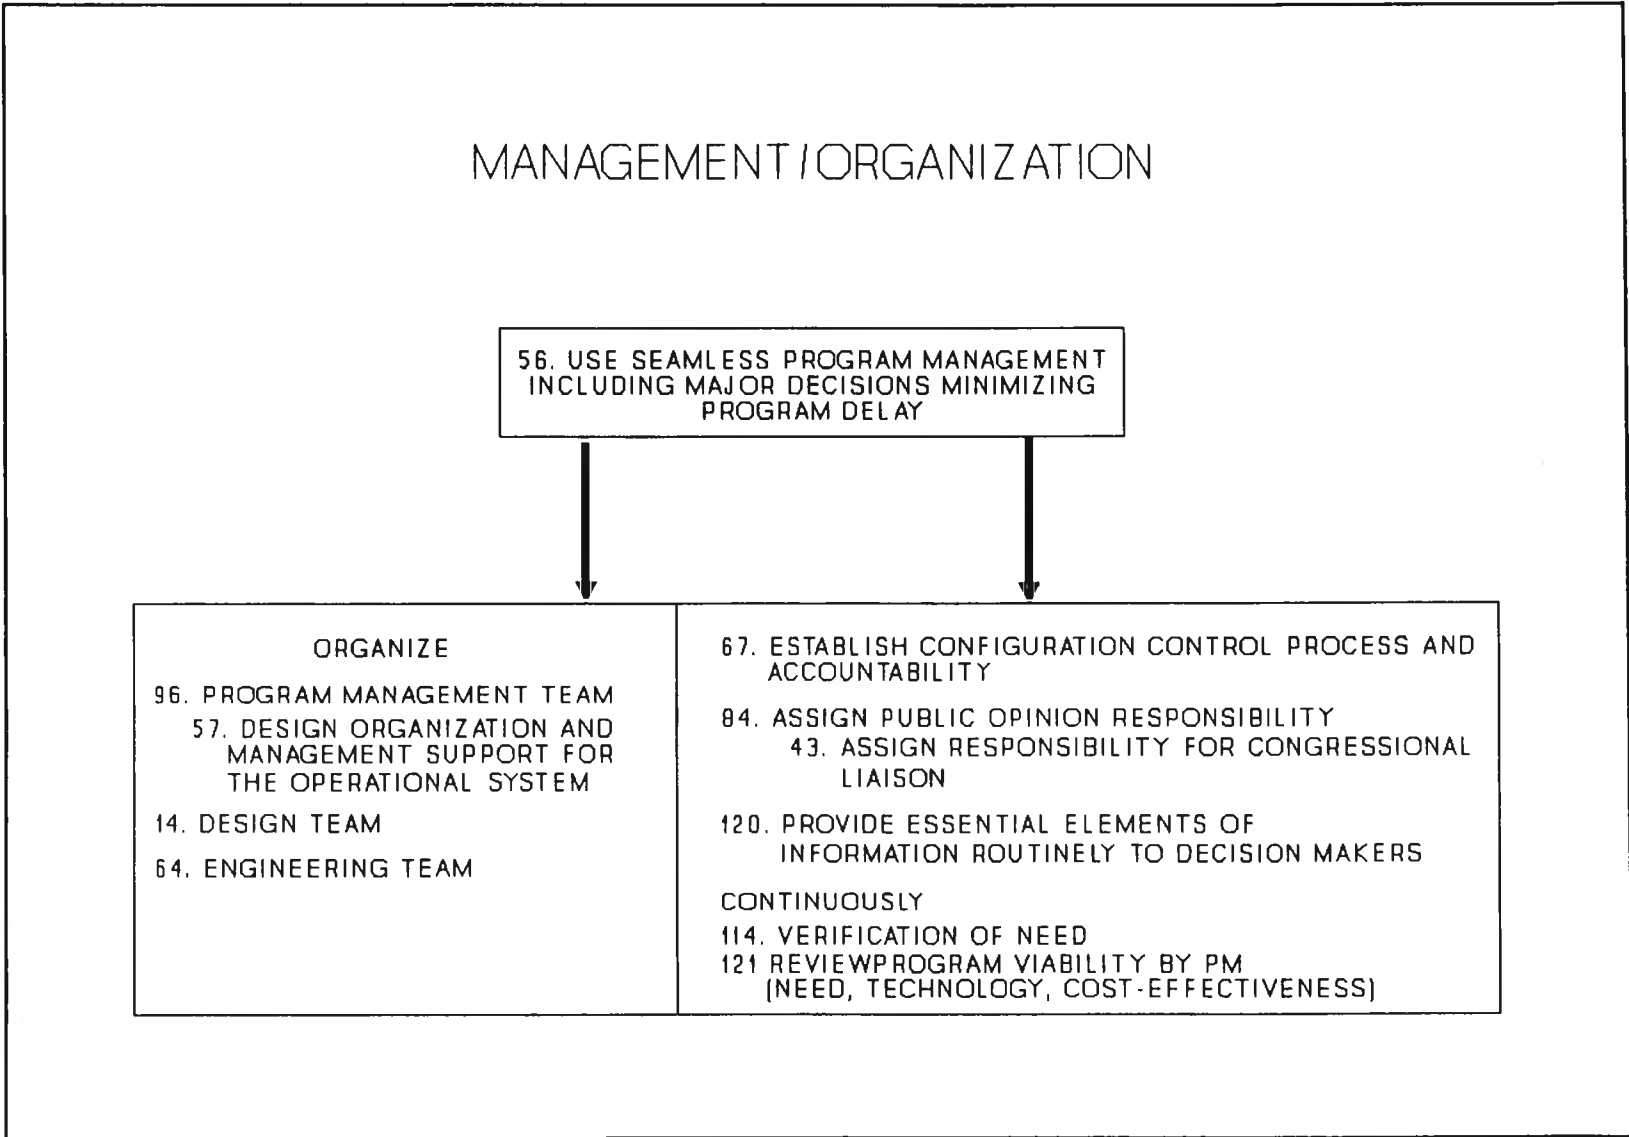 MANAGEMENT/ORGANIZATION
56. USE SEAMLESS PROGRAM MANAGEMENT
INCLUDING MAJOR DECISIONS MINIMIZING
PROGRAM DELAY
ORGANIZE
96. PROGRAM MANAGEMENT TEAM
57. DESIGN ORGANIZATION AND
MANAGEMENT SUPPORT FOR
THE OPERATIONAL SYSTEM
14. DESIGN TEAM
64. ENGINEERING TEAM
67. ESTABLISH CONFIGURATION CONTROL PROCESS AND
ACCOUNTABILITY
84. ASSIGN PUBLIC OPINION RESPONSIBILITY
43. ASSIGN RESPONSIBILITY FOR CONGRESSIONAL
LIAISON
120. PROVIDE ESSENTIAL ELEMENTS OF
INFORMATION ROUTINELY TO DECISION MAKERS
CONTINUOUSLY
114. VERIFICATION OF NEED
121 REVIEWPROGRAM VIABILITY BY PM
(NEED, TECHNOLOGY, COST-EFFECTIVENESS)